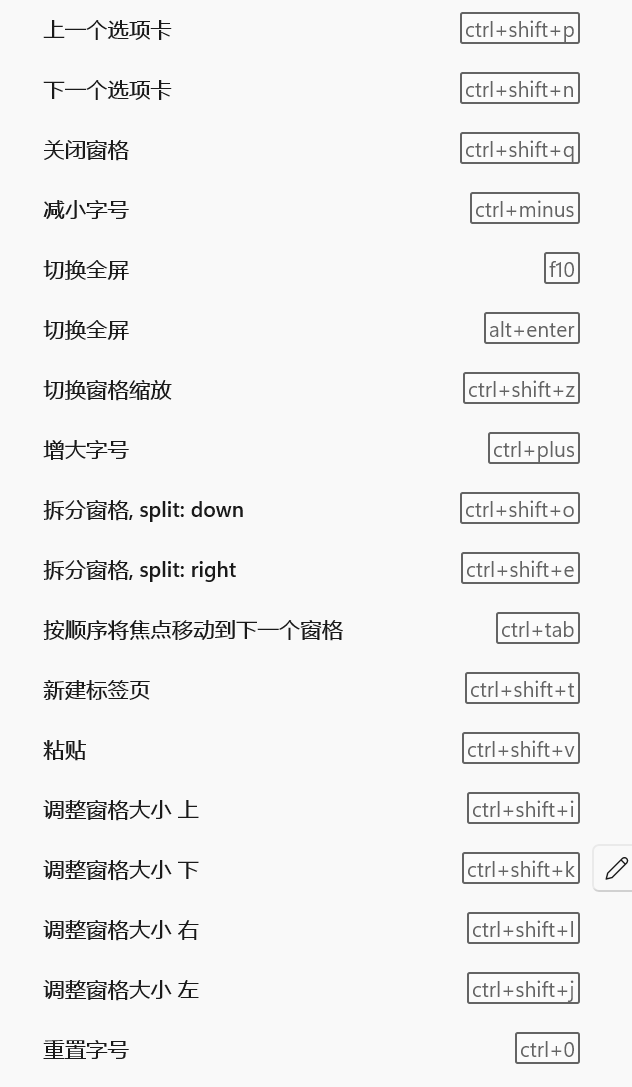 上一个选项卡 ctrl+shift+p
下一个选项卡 ctrl+shift+n
关闭窗格 ctrl+shift+q
减小字号 ctrl+minus
切换全屏 f10
切换全屏 alt+enter
切换窗格缩放 ctrl+shift+z
增大字号 ctrl+plus
拆分窗格, split: down ctrl+shift+o
拆分窗格, split: right ctrl+shift+e
按顺序将焦点移动到下一个窗格 ctrl+tab
新建标签页 ctrl+shift+t
粘贴 ctrl+shift+v
调整窗格大小 上 ctrl+shift+i
调整窗格大小 下 ctrl+shift+k
调整窗格大小 右 ctrl+shift+l
调整窗格大小 左 ctrl+shift+j
重置字号 ctrl+0